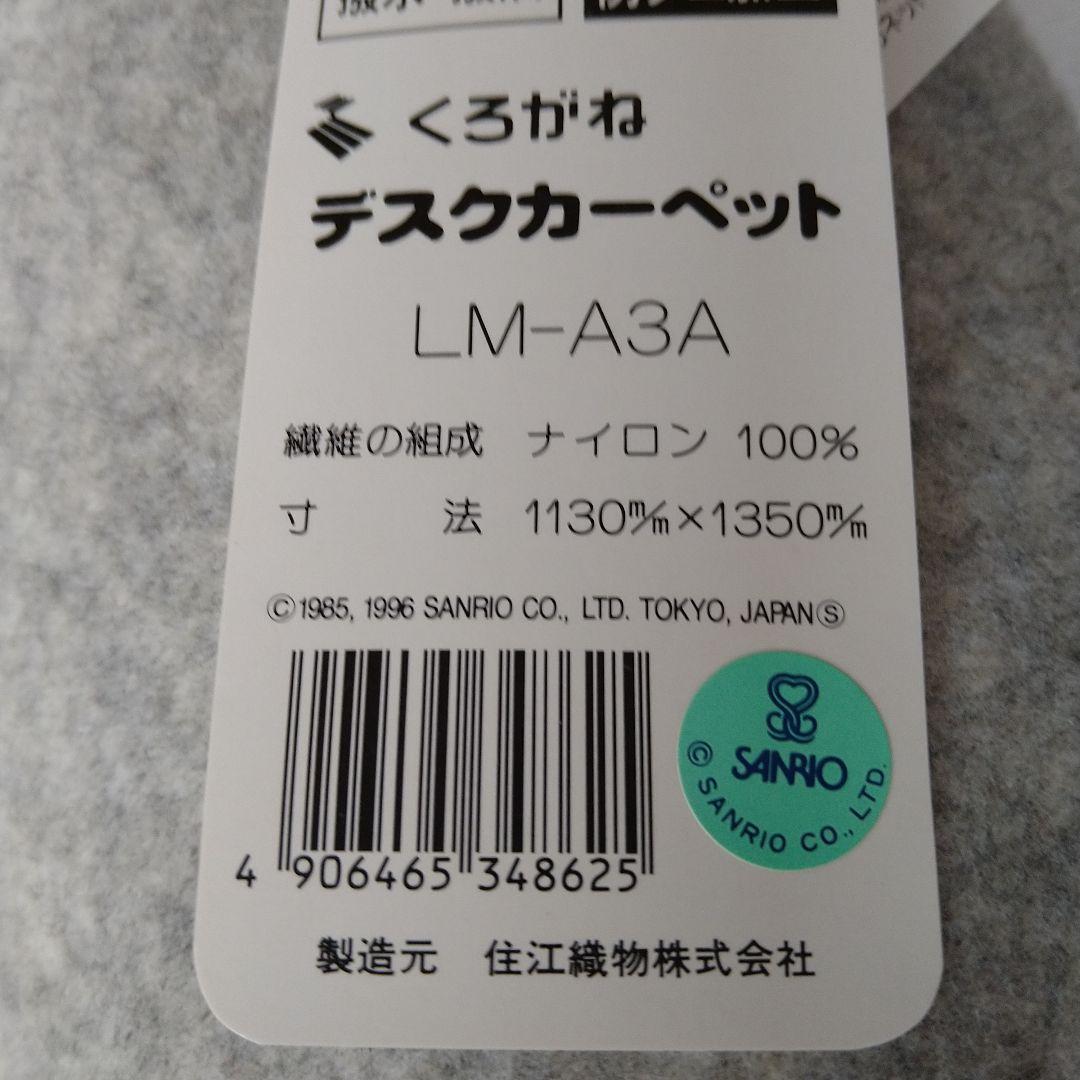 くろがね
デスクカーペット
LM-A3A
繊維の組成 ナイロン 100%
寸 法 1130㎜×1350㎜
©1985, 1996 SANRIO CO., LTD. TOKYO, JAPANⓈ
SANRIO
© SANRIO CO., LTD.
4 906465 348625
製造元 住江織物株式会社